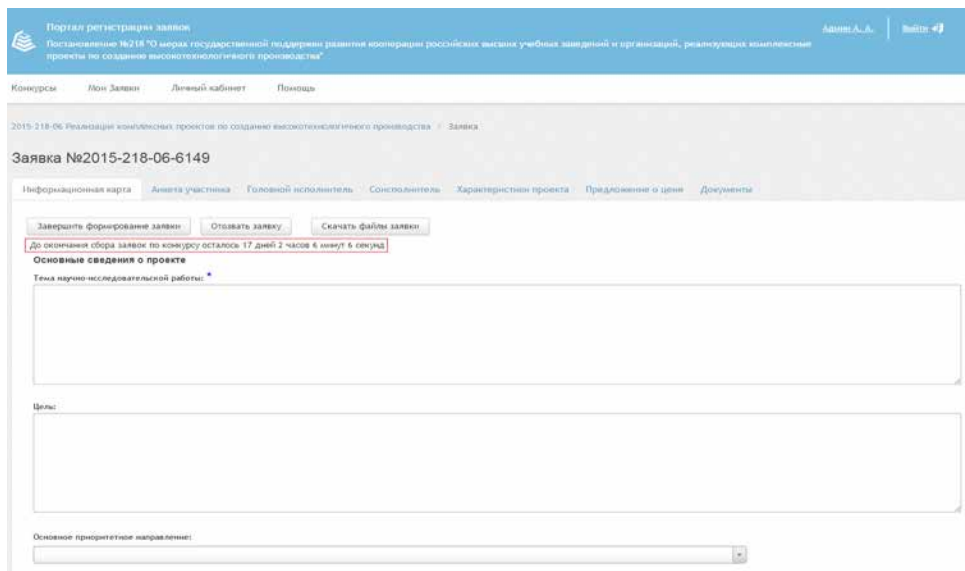 Портал регистрации заявок
Админ А. А.
Выйти
Постановление №218 "О мерах государственной поддержки развития кооперации российских высших учебных заведений и организаций, реализующих комплексные
проекты по созданию высокотехнологичного производства"
Конкурсы Мои Заявки Личный кабинет Помощь
2015-218-06 Реализация комплексных проектов по созданию высокотехнологичного производства / Заявка
Заявка №2015-218-06-6149
Информационная карта Анкета участника Головной исполнитель Соисполнитель Характеристики проекта Предложение о цене Документы
Завершить формирование заявки Отозвать заявку Скачать файлы заявки
До окончания сбора заявок по конкурсу осталось 17 дней 2 часов 6 минут 6 секунд
Основные сведения о проекте
Тема научно-исследовательской работы: *
Цель:
Основное приоритетное направление: